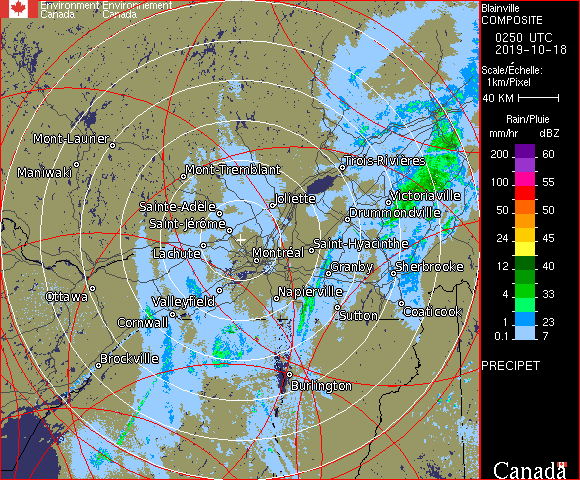 Environment Environnement
Canada Canada
Blainville
COMPOSITE
0250 UTC
2019-10-18
Scale/Échelle:
1km/Pixel
40 KM
Rain/Pluie
mm/hr dBZ
200 60
100 55
50 50
24 45
12 40
4 33
1 23
0.1 7
PRECIPET
Canada
Mont-Laurier
Maniwaki
Mont-Tremblant
Trois-Rivières
Joliette
Victoriaville
Sainte-Adèle
Drummondville
Saint-Jérôme
Lachute
Saint-Hyacinthe
Montréal
Granby
Sherbrooke
Ottawa
Valleyfield
Napierville
Cornwall
Sutton
Coaticook
Brockville
Burlington